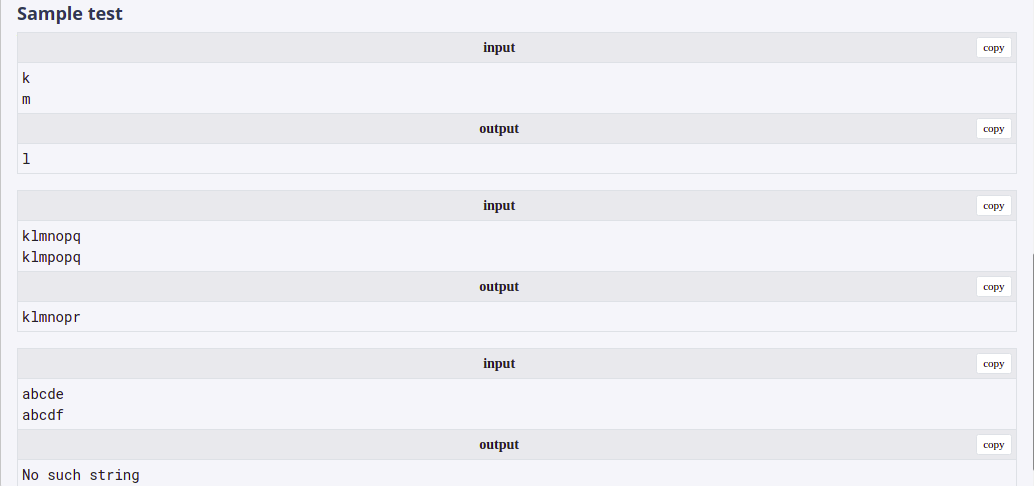 Sample test
input
copy
k
m
output
copy
l
input
copy
klmnopq
klmpopq
output
copy
klmnopr
input
copy
abcde
abcdf
output
copy
No such string